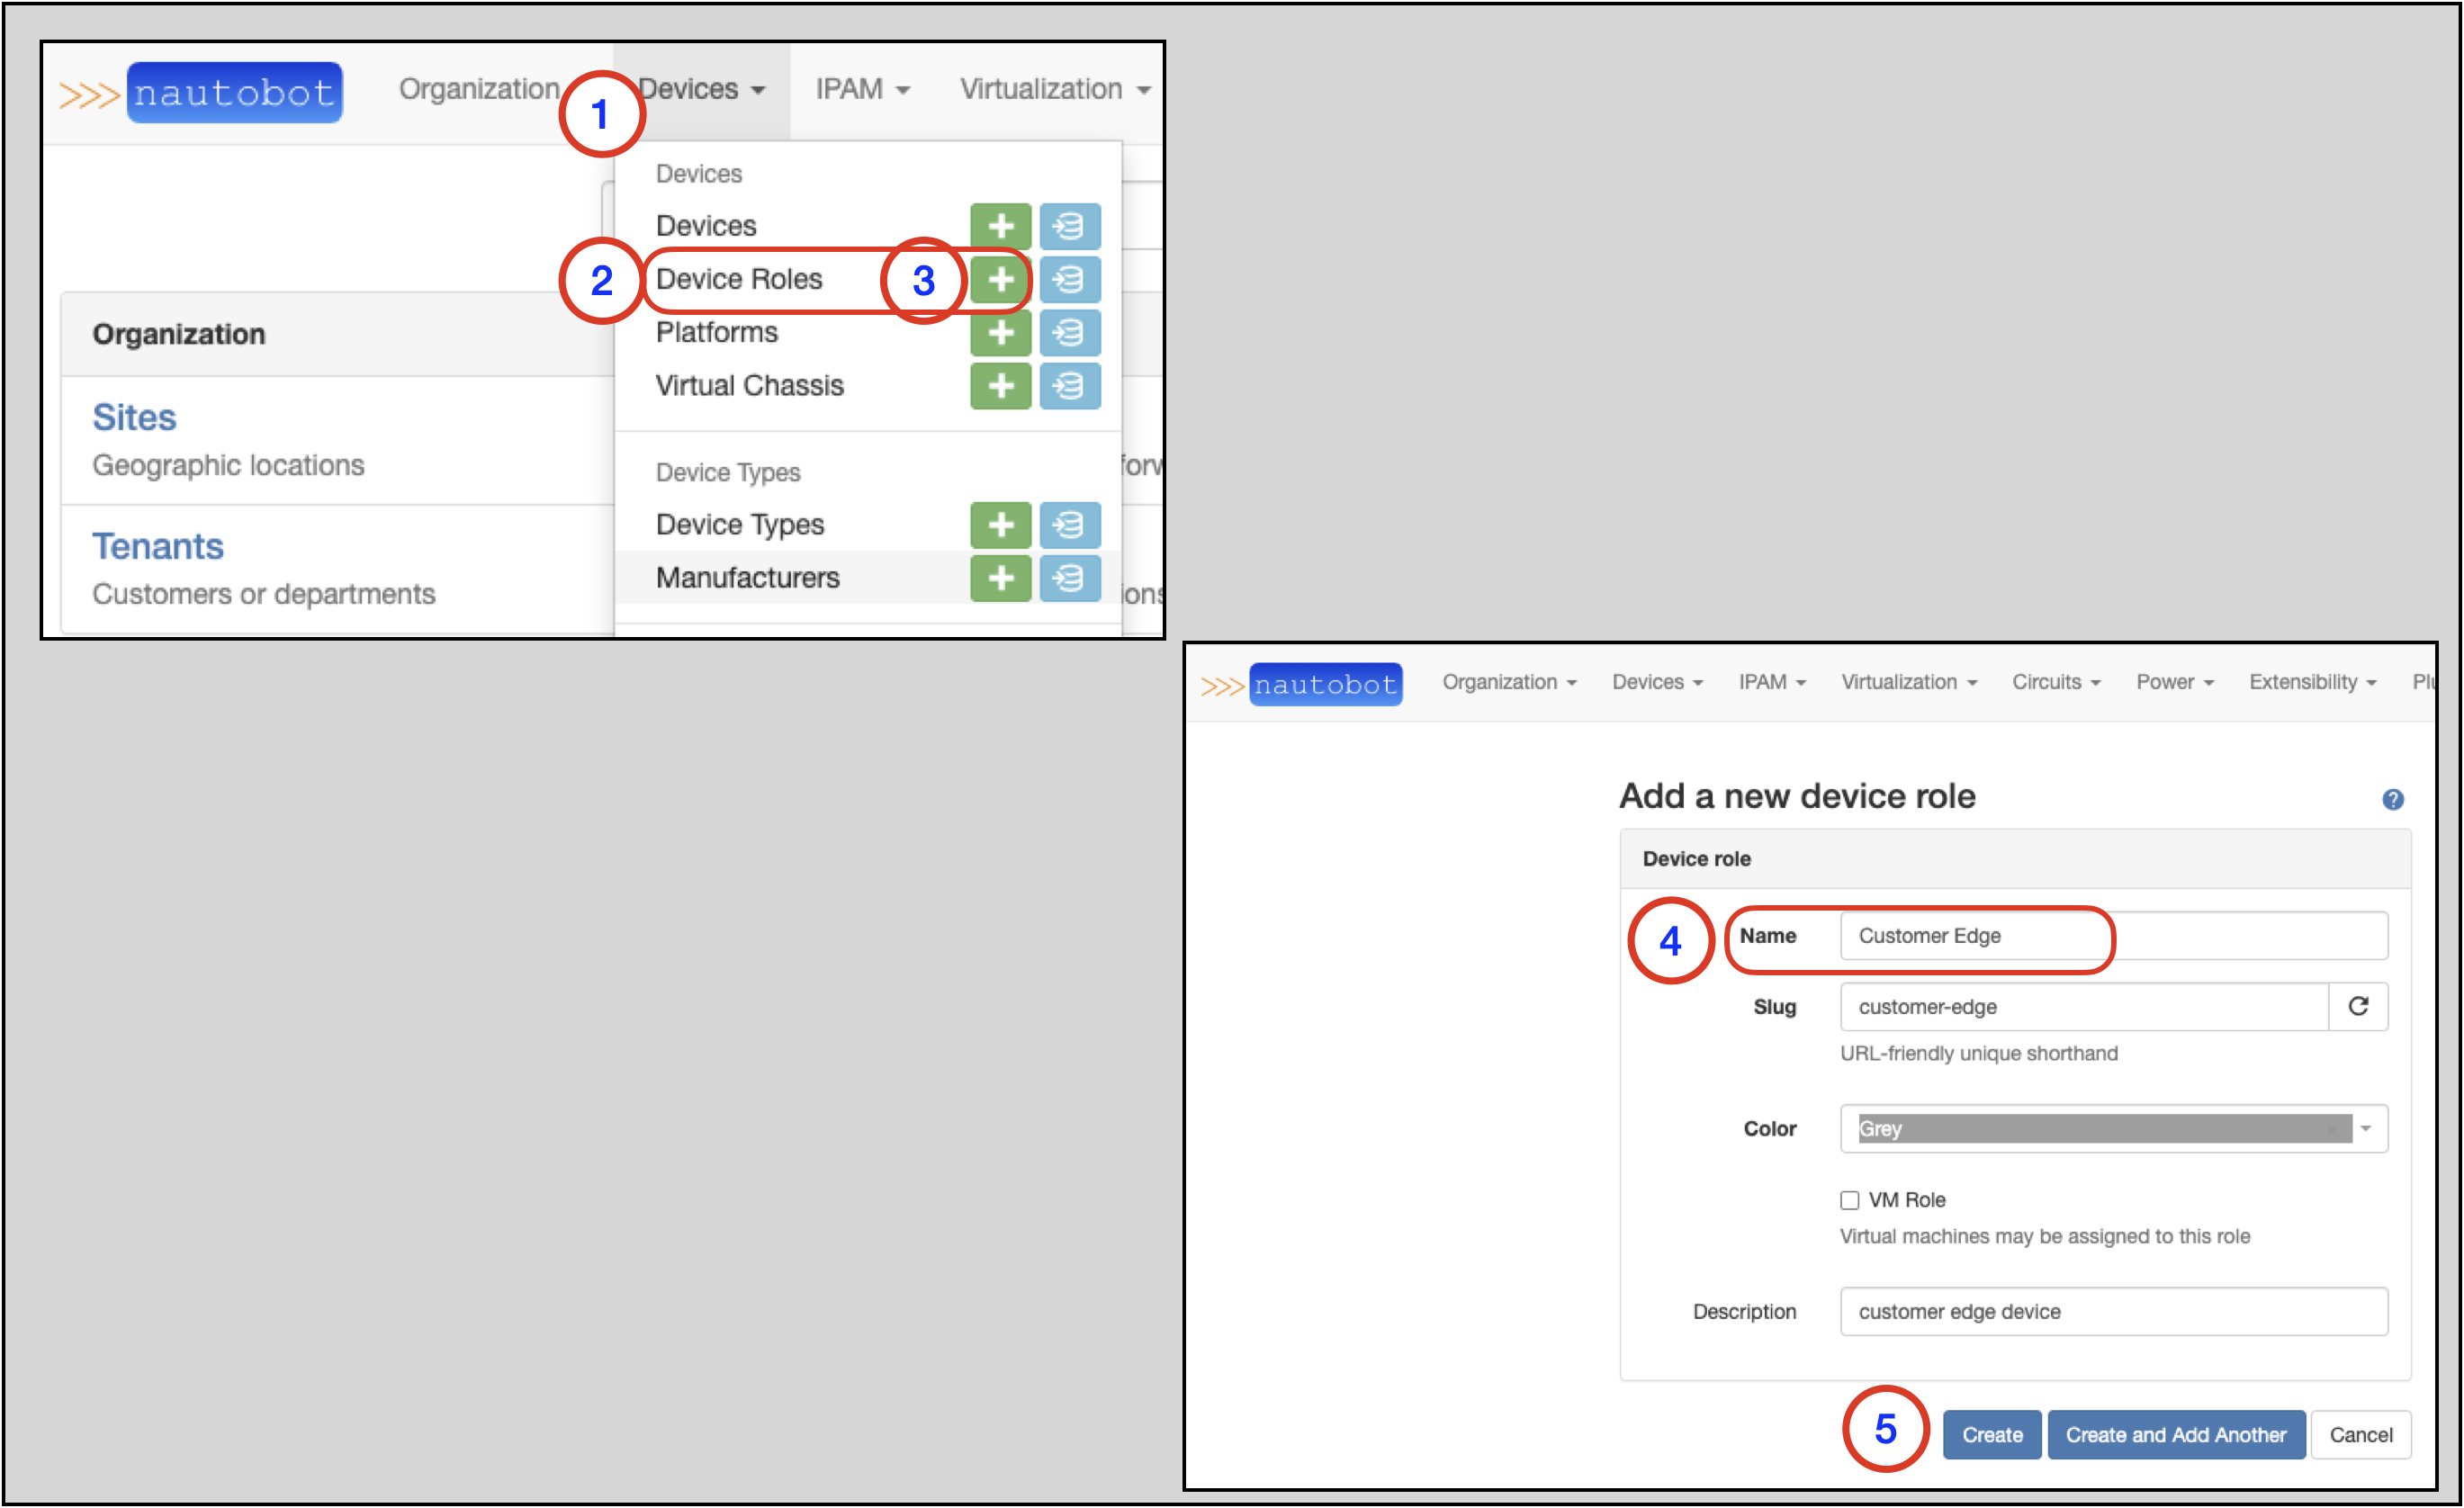 >>> nautobot Organization Devices IPAM Virtualization
1
Devices
Devices
2 Device Roles 3
Platforms
Virtual Chassis
Device Types
Device Types
Manufacturers
Organization
Sites
Geographic locations
Tenants
Customers or departments
forw
ions
>>> nautobot Organization Devices IPAM Virtualization Circuits Power Extensibility Plu
Add a new device role ?
Device role
4 Name Customer Edge
Slug customer-edge
URL-friendly unique shorthand
Color Grey
VM Role
Virtual machines may be assigned to this role
Description customer edge device
5 Create Create and Add Another Cancel